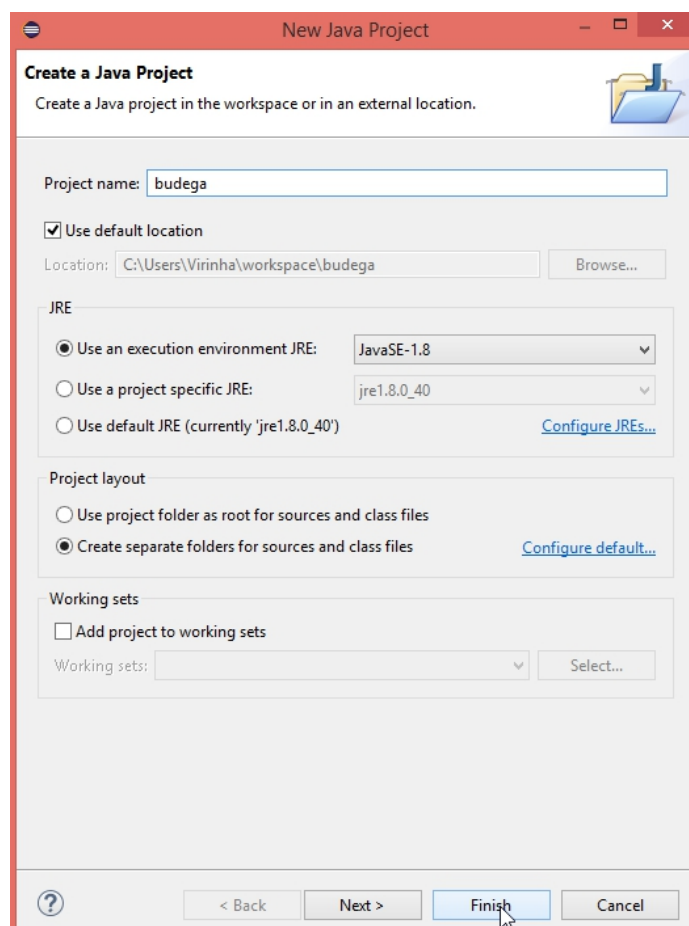 New Java Project
Create a Java Project
Create a Java project in the workspace or in an external location.
Project name: budega
Use default location
Location: C:\Users\Virinha\workspace\budega Browse...
JRE
Use an execution environment JRE: JavaSE-1.8
Use a project specific JRE: jre1.8.0_40
Use default JRE (currently 'jre1.8.0_40') Configure JREs...
Project layout
Use project folder as root for sources and class files
Create separate folders for sources and class files Configure default...
Working sets
Add project to working sets
Working sets: Select...
? < Back Next > Finish Cancel